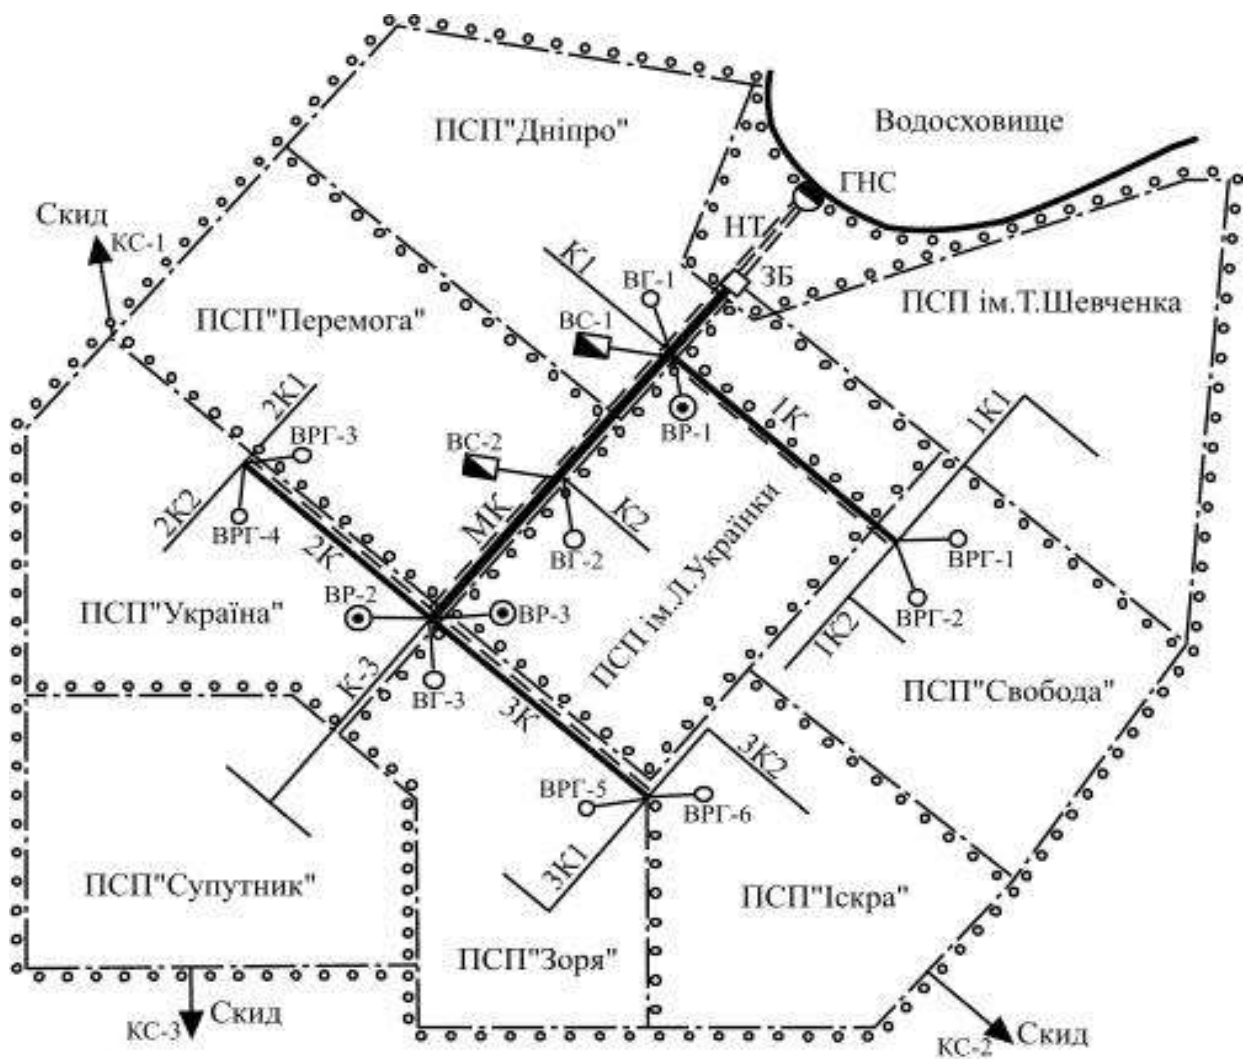 ПСП"Дніпро"
Водосховище
ГНС
Скид
КС-1
НТ
К1
ВГ-1
ЗБ
ПСП ім.Т.Шевченка
ПСП"Перемога"
ВС-1
2К1
ВРГ-3
ВС-2
ВР-1
1К
1К1
2К2
ВРГ-4
2К
МК
К2
ВГ-2
ВРГ-1
ВРГ-2
ПСП"Україна"
ВР-2
ВР-3
ПСП ім.Л.Українки
1К2
К-3
ВГ-3
3К
ПСП"Свобода"
3К2
ВРГ-5
ВРГ-6
3К1
ПСП"Супутник"
ПСП"Іскра"
ПСП"Зоря"
КС-3
Скид
КС-2
Скид